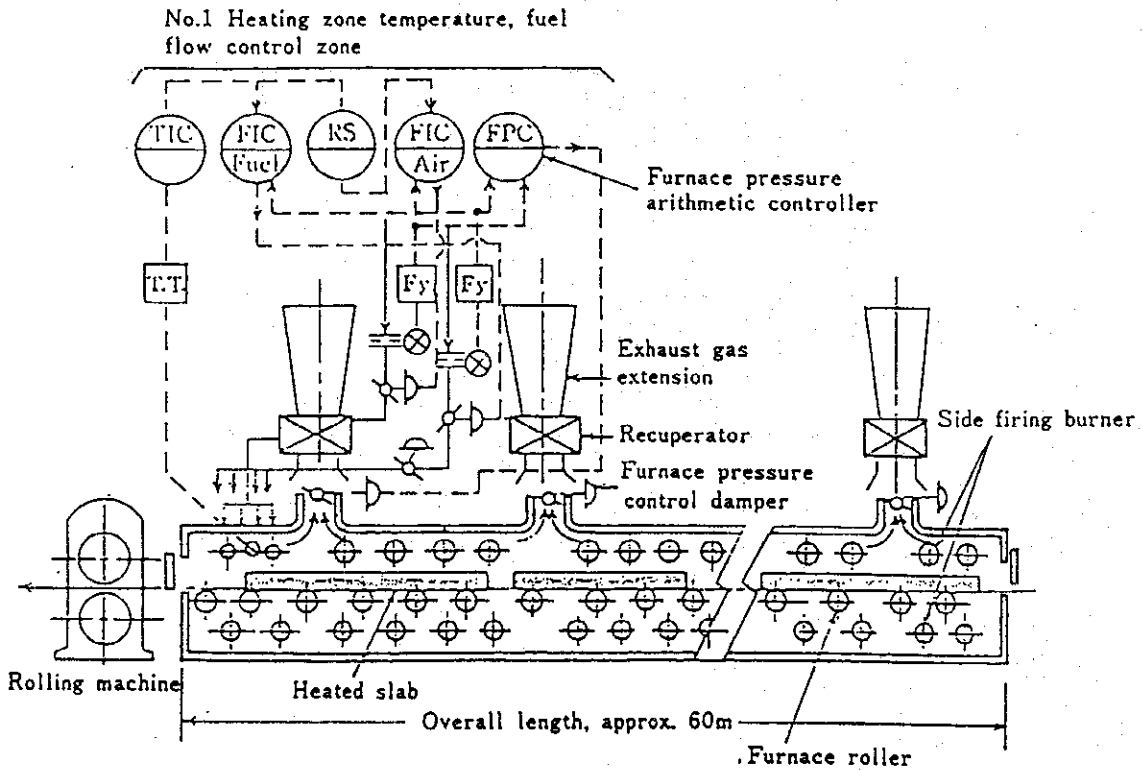 No.1 Heating zone temperature, fuel
flow control zone
TIC
FIC
Fuel
RS
FIC
Air
FPC
Furnace pressure
arithmetic controller
T.T.
Fy
Fy
Exhaust gas
extension
Recuperator
Side firing burner
Furnace pressure
control damper
Rolling machine
Heated slab
Overall length, approx. 60m
Furnace roller